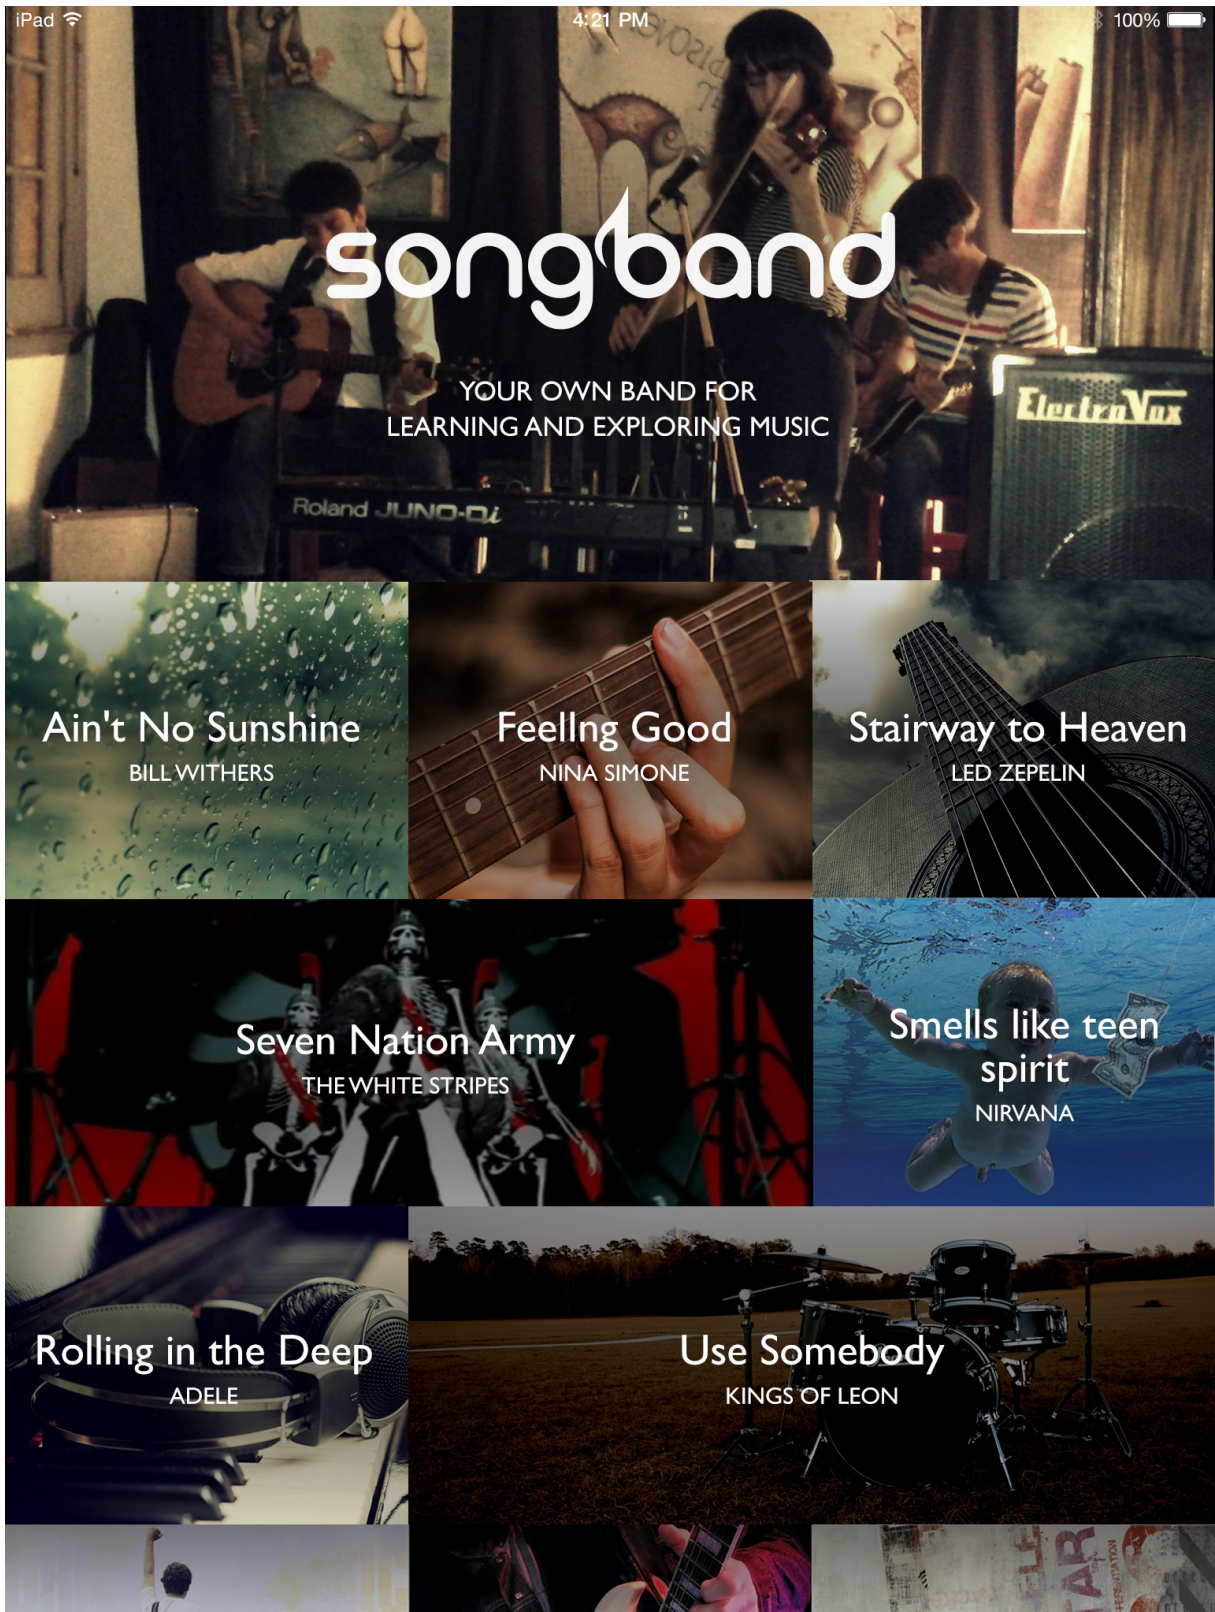 iPad 4:21 PM 100%
songband
YOUR OWN BAND FOR
LEARNING AND EXPLORING MUSIC
ElectroVox
Roland JUNO-Di
Ain't No Sunshine
BILL WITHERS
FeelIng Good
NINA SIMONE
Stairway to Heaven
LED ZEPELIN
Seven Nation Army
THE WHITE STRIPES
Smells like teen
spirit
NIRVANA
Rolling in the Deep
ADELE
Use Somebody
KINGS OF LEON